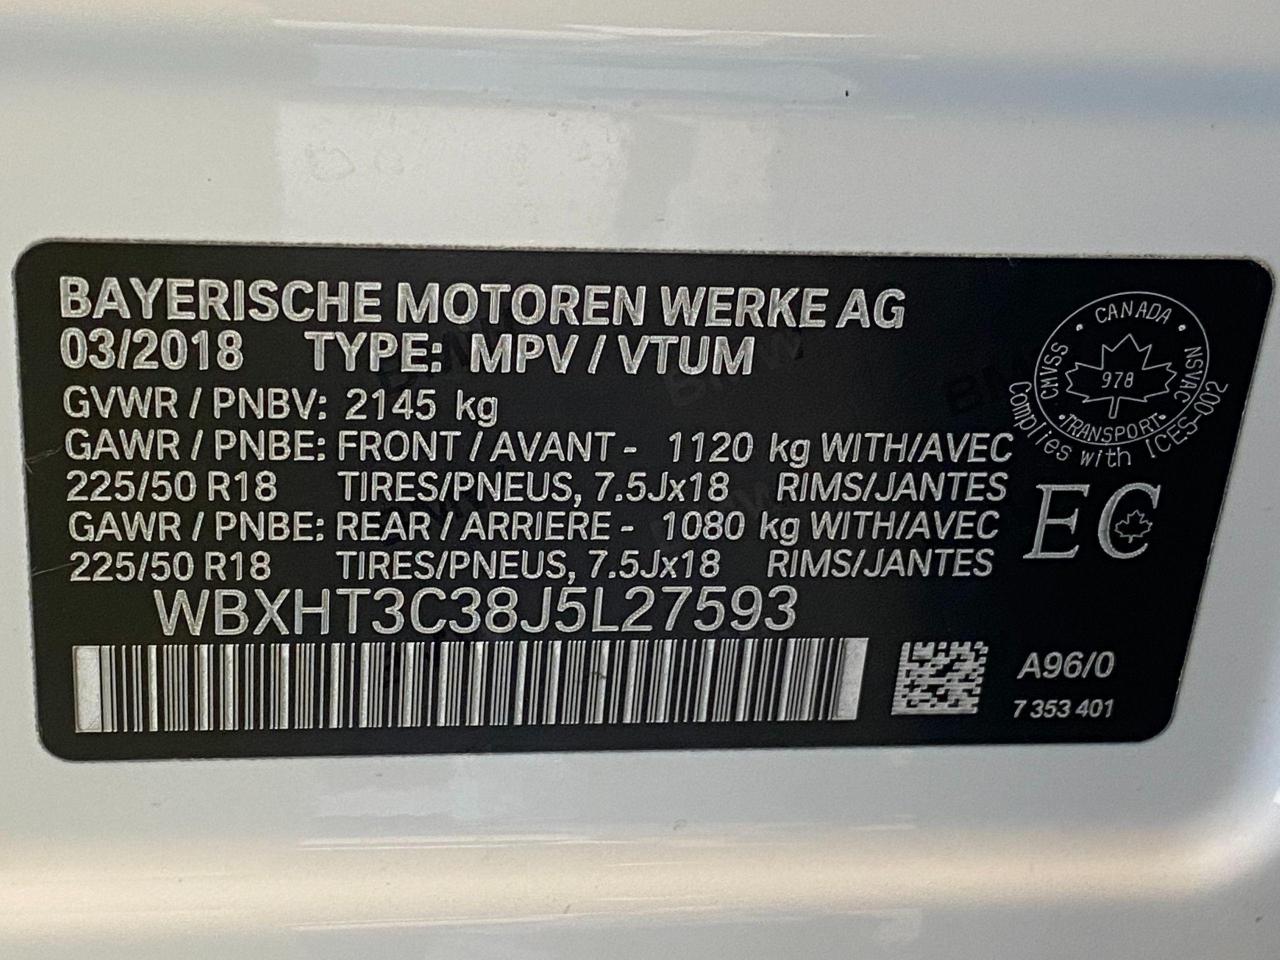 BAYERISCHE MOTOREN WERKE AG
03/2018 TYPE: MPV / VTUM
GVWR / PNBV: 2145 kg
GAWR / PNBE: FRONT / AVANT - 1120 kg WITH/AVEC
225/50 R18 TIRES/PNEUS, 7.5Jx18 RIMS/JANTES
GAWR / PNBE: REAR / ARRIERE - 1080 kg WITH/AVEC
225/50 R18 TIRES/PNEUS, 7.5Jx18 RIMS/JANTES
WBXHT3C38J5L27593
CANADA
CMVSS
NSVAC
978
TRANSPORT
Complies with ICES-002
EC
A96/0
7 353 401